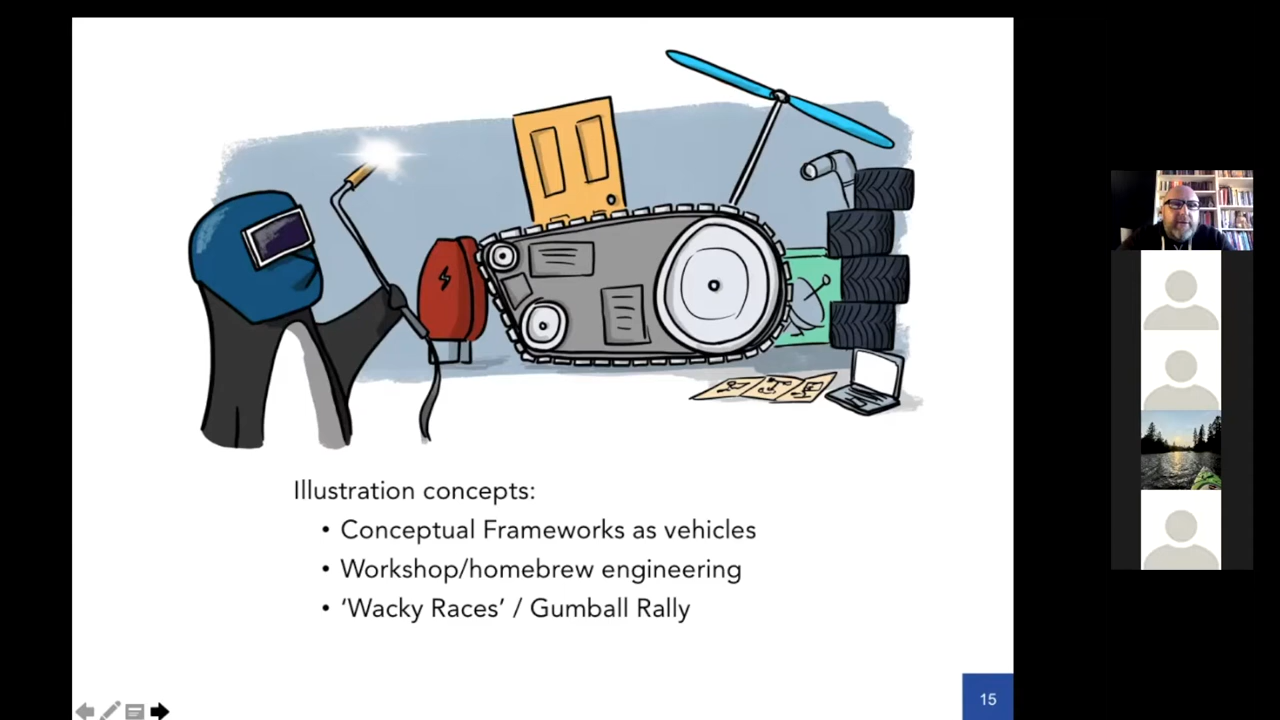 Illustration concepts:
• Conceptual Frameworks as vehicles
• Workshop/homebrew engineering
• ‘Wacky Races’ / Gumball Rally
15